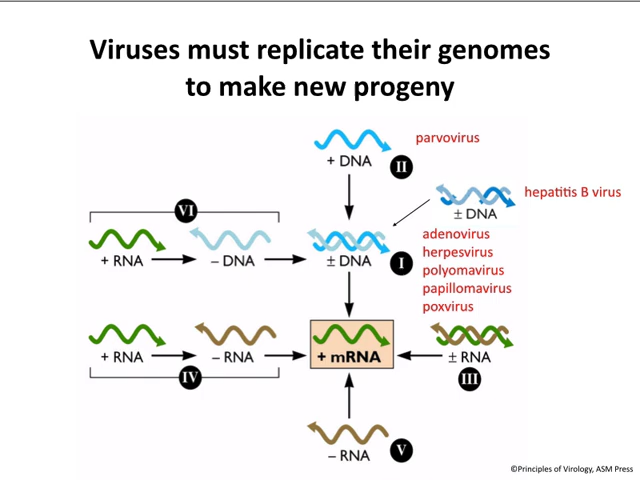 Viruses must replicate their genomes
to make new progeny
parvovirus
+ DNA
II
hepatitis B virus
± DNA
VI
adenovirus
herpesvirus
polyomavirus
papillomavirus
poxvirus
+ RNA
– DNA
± DNA
I
+ RNA
– RNA
+ mRNA
± RNA
IV
III
– RNA
V
©Principles of Virology, ASM Press